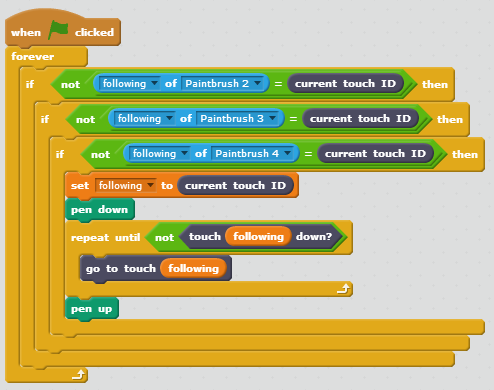 when clicked
forever
if not following of Paintbrush 2 = current touch ID then
if not following of Paintbrush 3 = current touch ID then
if not following of Paintbrush 4 = current touch ID then
set following to current touch ID
pen down
repeat until not touch following down?
go to touch following
pen up